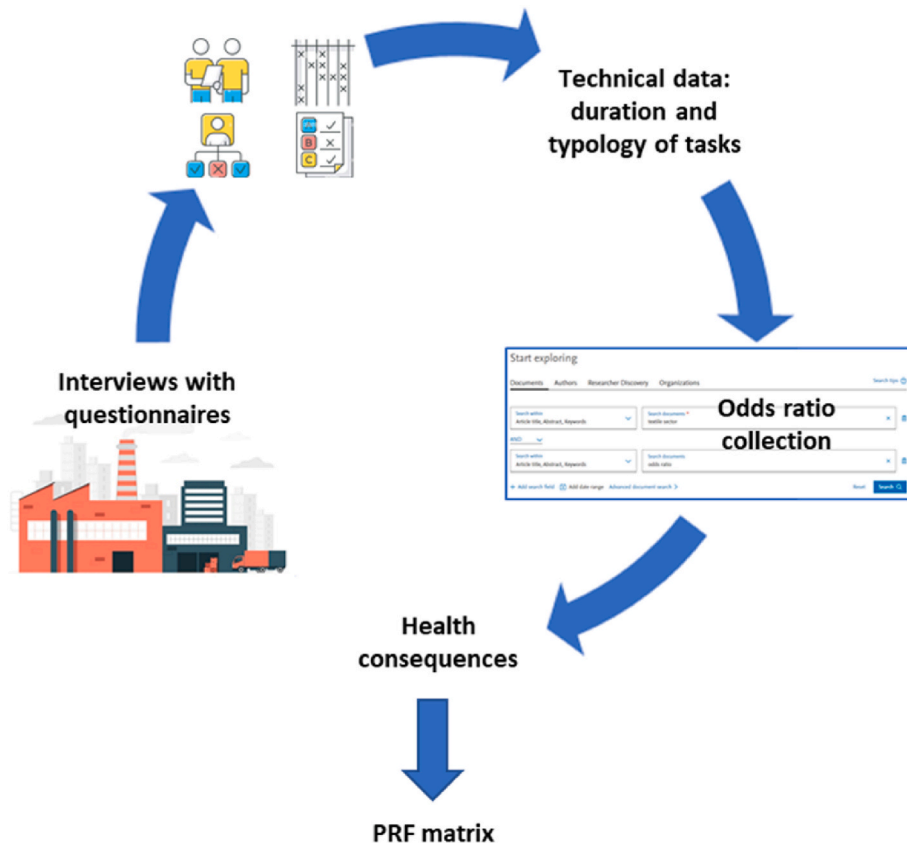 Technical data:
duration and
typology of tasks
B
C
Interviews with
questionnaires
Start exploring
Documents Authors Researcher Discovery Organizations Search tips
Search within
Article title, Abstract, Keywords
Search documents *
textile sector
Odds ratio
collection
AND
Search within
Article title, Abstract, Keywords
Search documents
odds ratio
+ Add search field Add date range Advanced document search > Reset Search
Health
consequences
PRF matrix